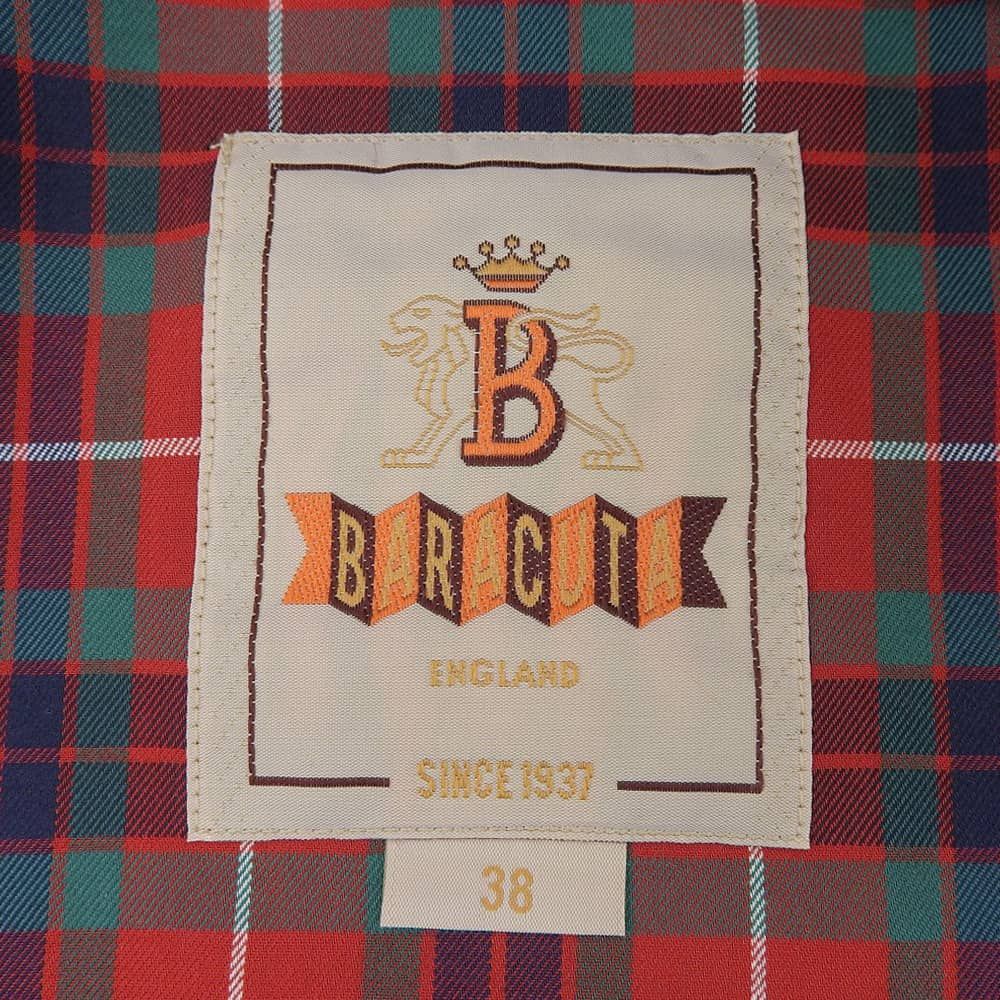 B
BARACUTA
ENGLAND
SINCE 1937
38